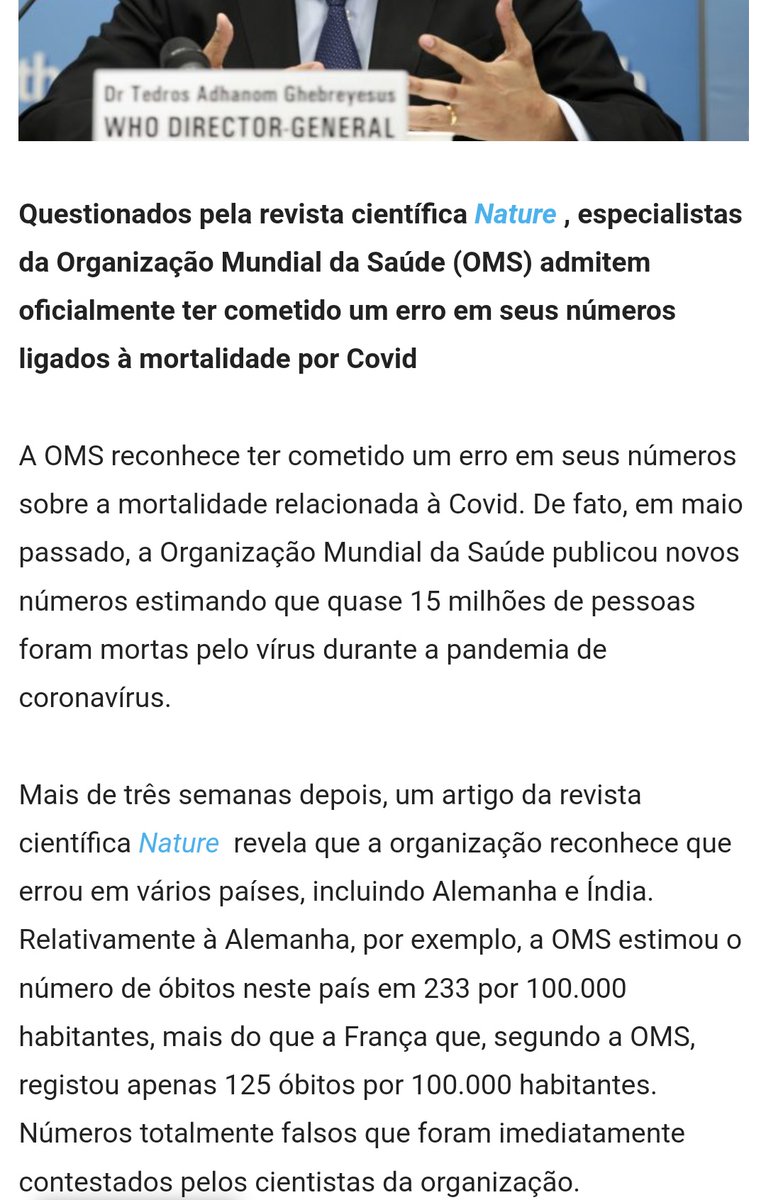 th
h
Dr Tedros Adhanom Ghebreyesus
WHO DIRECTOR-GENERAL
Questionados pela revista científica Nature , especialistas
da Organização Mundial da Saúde (OMS) admitem
oficialmente ter cometido um erro em seus números
ligados à mortalidade por Covid
A OMS reconhece ter cometido um erro em seus números
sobre a mortalidade relacionada à Covid. De fato, em maio
passado, a Organização Mundial da Saúde publicou novos
números estimando que quase 15 milhões de pessoas
foram mortas pelo vírus durante a pandemia de
coronavírus.
Mais de três semanas depois, um artigo da revista
científica Nature  revela que a organização reconhece que
errou em vários países, incluindo Alemanha e Índia.
Relativamente à Alemanha, por exemplo, a OMS estimou o
número de óbitos neste país em 233 por 100.000
habitantes, mais do que a França que, segundo a OMS,
registou apenas 125 óbitos por 100.000 habitantes.
Números totalmente falsos que foram imediatamente
contestados pelos cientistas da organização.